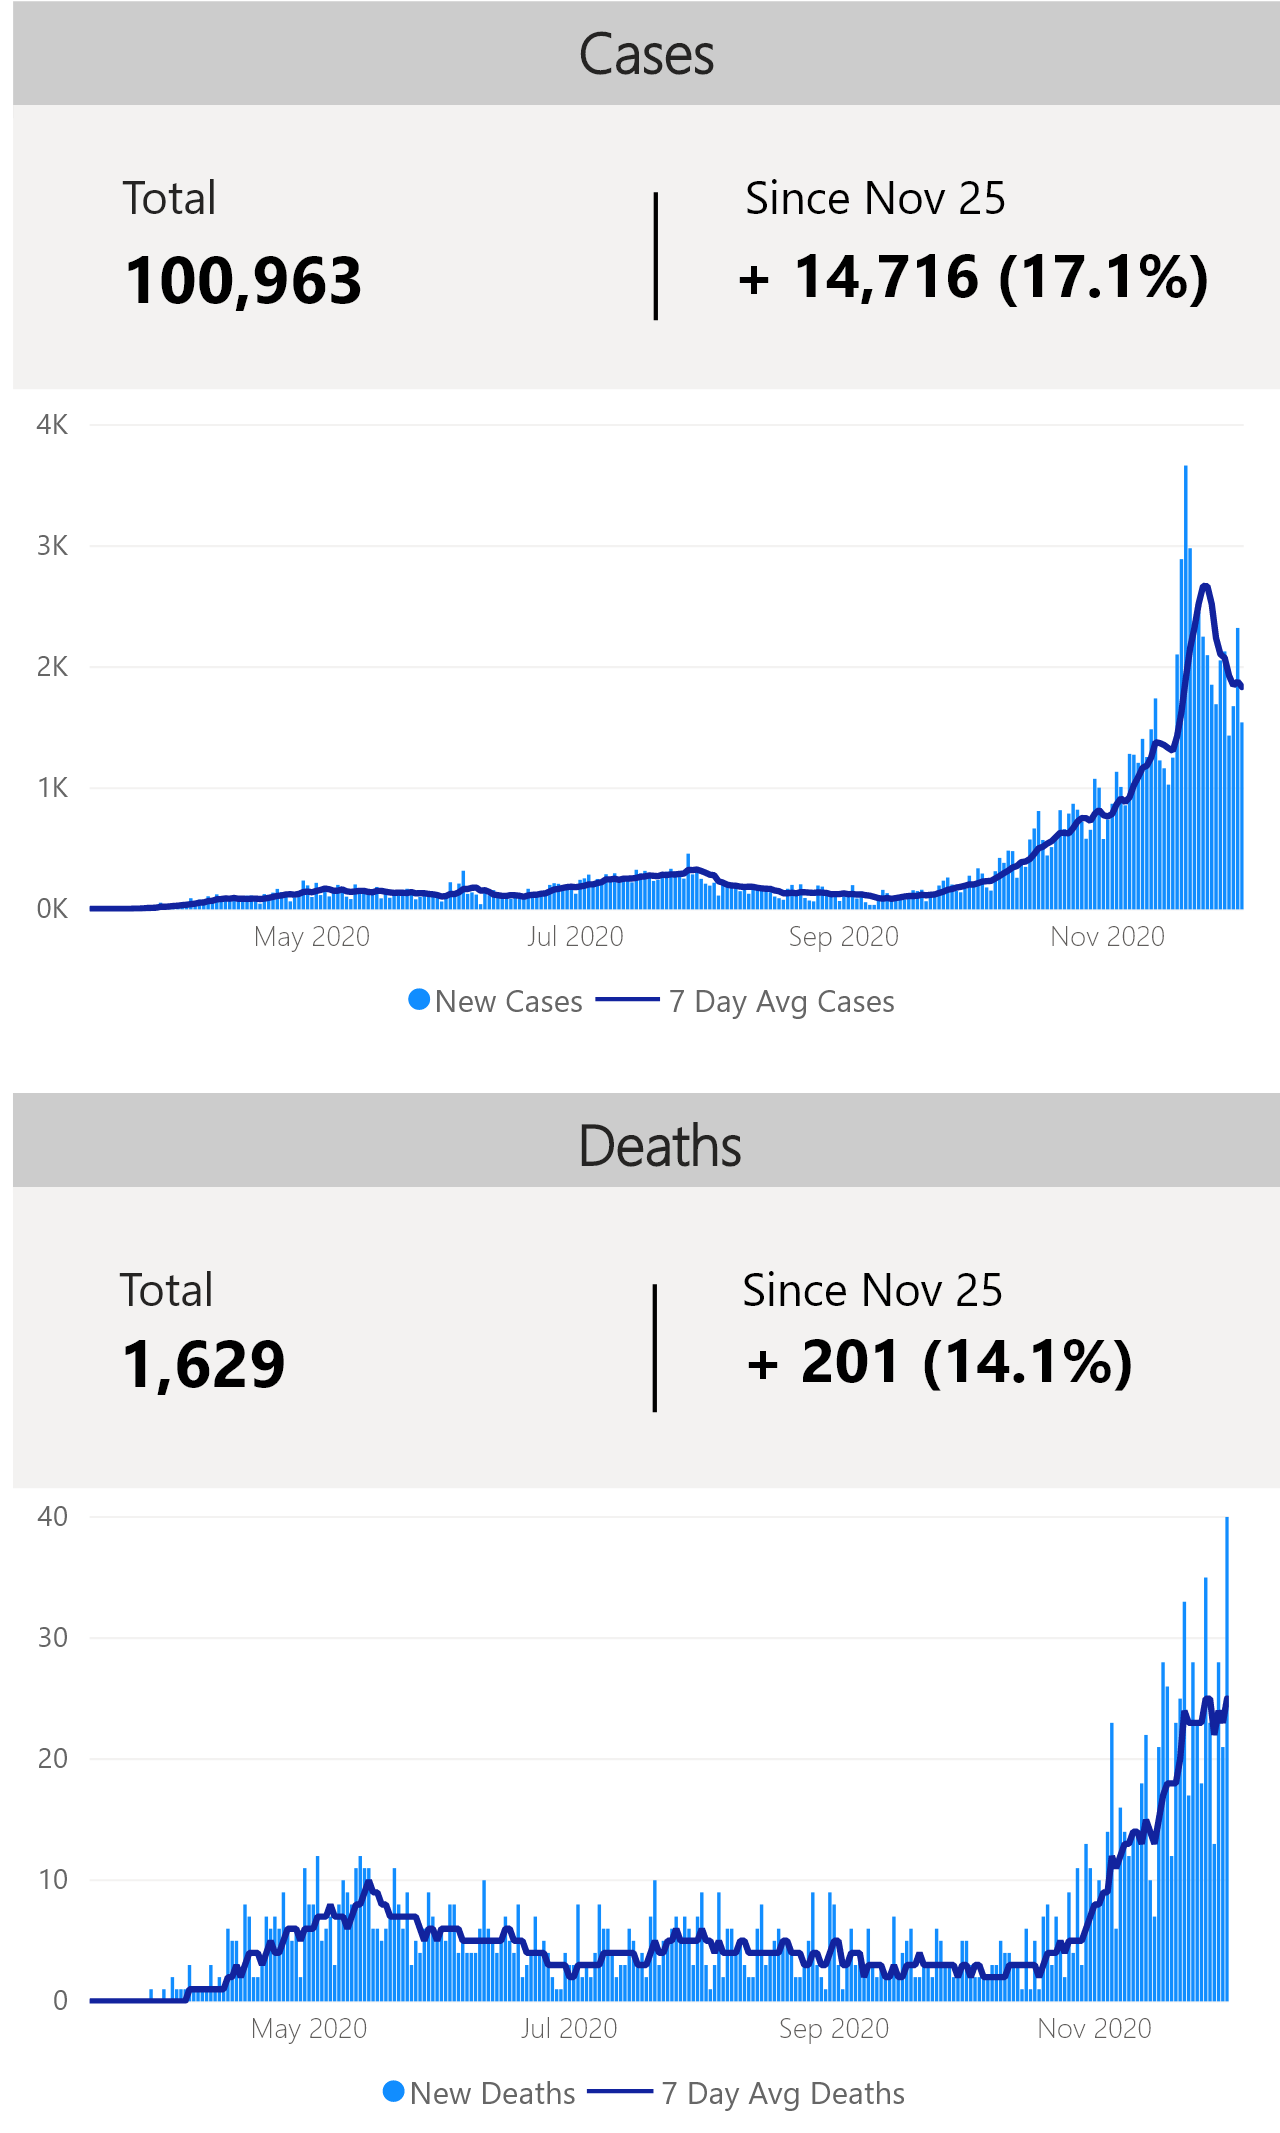 Cases
Total
Since Nov 25
100,963
+ 14,716 (17.1%)
4K
3K
2K
1K
0K
May 2020
Jul 2020
Sep 2020
Nov 2020
New Cases
7 Day Avg Cases
Deaths
Total
Since Nov 25
1,629
+ 201 (14.1%)
40
30
20
10
0
May 2020
Jul 2020
Sep 2020
Nov 2020
New Deaths
7 Day Avg Deaths